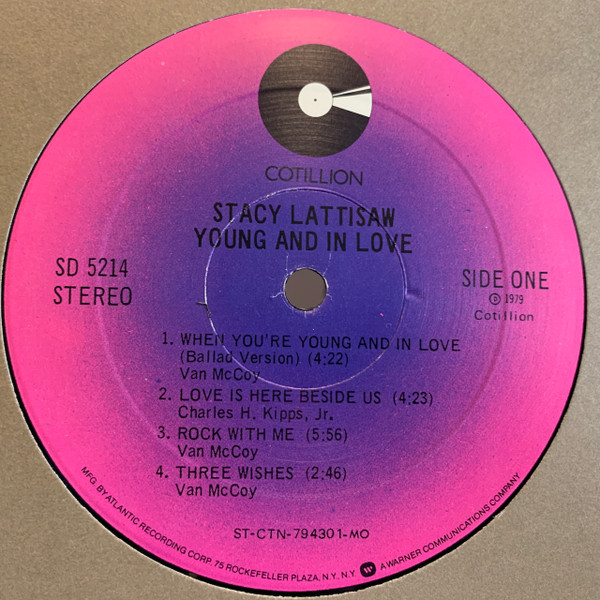 COTILLION
STACY LATTISAW
YOUNG AND IN LOVE
SD 5214
STEREO
SIDE ONE
℗ 1979
Cotillion
1. WHEN YOU'RE YOUNG AND IN LOVE
(Ballad Version) (4:22)
Van McCoy
2. LOVE IS HERE BESIDE US (4:23)
Charles H. Kipps, Jr.
3. ROCK WITH ME (5:56)
Van McCoy
4. THREE WISHES (2:46)
Van McCoy
ST-CTN-794301-MO
MFG. BY ATLANTIC RECORDING CORP. 75 ROCKEFELLER PLAZA, N.Y., N.Y. A WARNER COMMUNICATIONS COMPANY